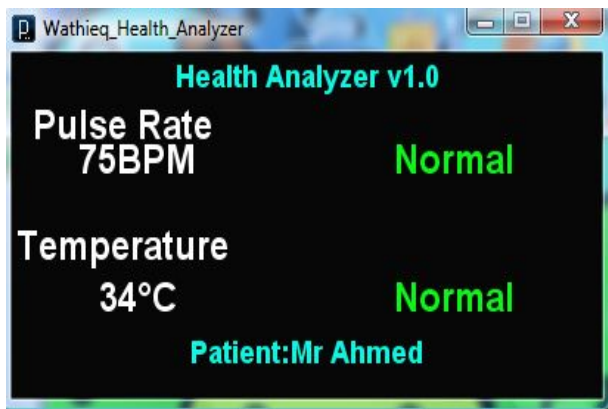 Wathieq_Health_Analyzer
Health Analyzer v1.0
Pulse Rate
75BPM Normal
Temperature
34°C Normal
Patient:Mr Ahmed